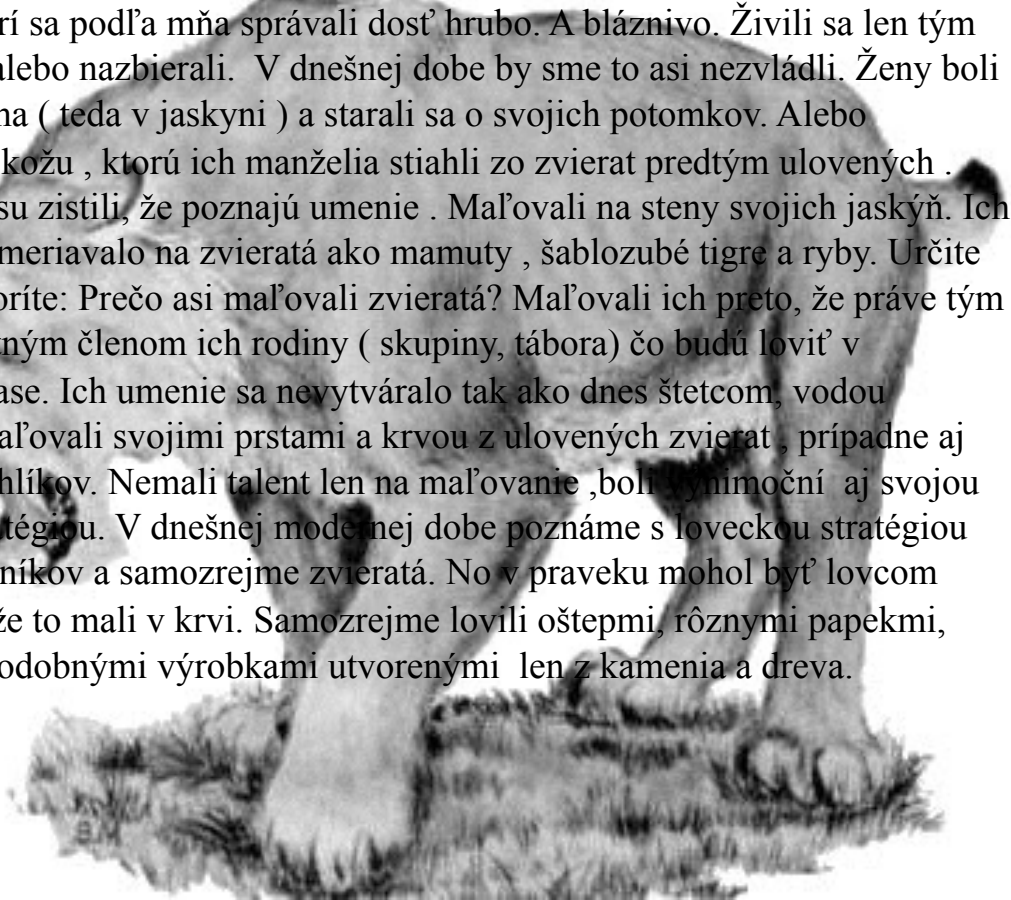 rí sa podľa mňa správali dosť hrubo. A bláznivo. Živili sa len tým
alebo nazbierali.  V dnešnej dobe by sme to asi nezvládli. Ženy boli
na ( teda v jaskyni ) a starali sa o svojich potomkov. Alebo
kožu , ktorú ich manželia stiahli zo zvierat predtým ulovených .
su zistili, že poznajú umenie . Maľovali na steny svojich jaskýň. Ich
meriavalo na zvieratá ako mamuty , šablozubé tigre a ryby. Určite
oríte: Prečo asi maľovali zvieratá? Maľovali ich preto, že práve tým
tným členom ich rodiny ( skupiny, tábora) čo budú loviť v
ase. Ich umenie sa nevytváralo tak ako dnes štetcom, vodou
aľovali svojimi prstami a krvou z ulovených zvierat , prípadne aj
hlíkov. Nemali talent len na maľovanie ,boli výnimoční  aj svojou
tégiou. V dnešnej modernej dobe poznáme s loveckou stratégiou
níkov a samozrejme zvieratá. No v praveku mohol byť lovcom
že to mali v krvi. Samozrejme lovili oštepmi, rôznymi papekmi,
odobnými výrobkami utvorenými  len z kamenia a dreva.